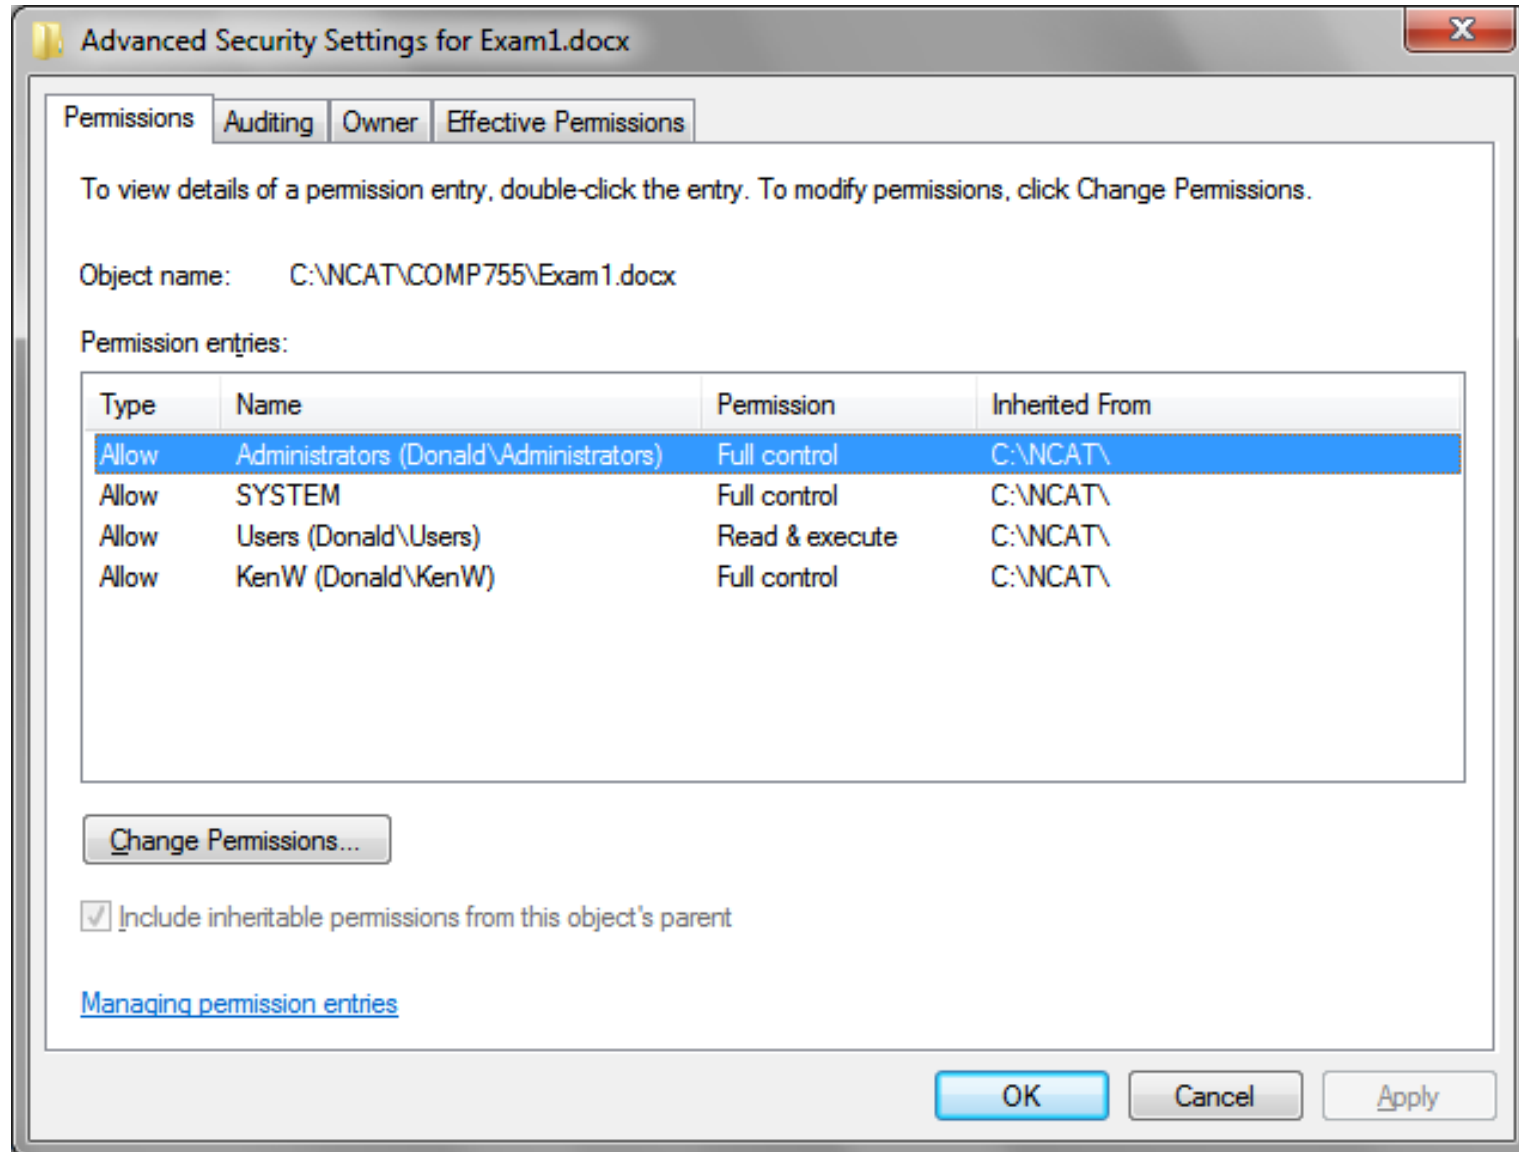 Advanced Security Settings for Exam1.docx
Permissions Auditing Owner Effective Permissions
To view details of a permission entry, double-click the entry. To modify permissions, click Change Permissions.
Object name: C:\NCAT\COMP755\Exam1.docx
Permission entries:
Type Name Permission Inherited From
Allow Administrators (Donald\Administrators) Full control C:\NCAT\
Allow SYSTEM Full control C:\NCAT\
Allow Users (Donald\Users) Read & execute C:\NCAT\
Allow KenW (Donald\KenW) Full control C:\NCAT\
Change Permissions...
Include inheritable permissions from this object's parent
Managing permission entries
OK Cancel Apply